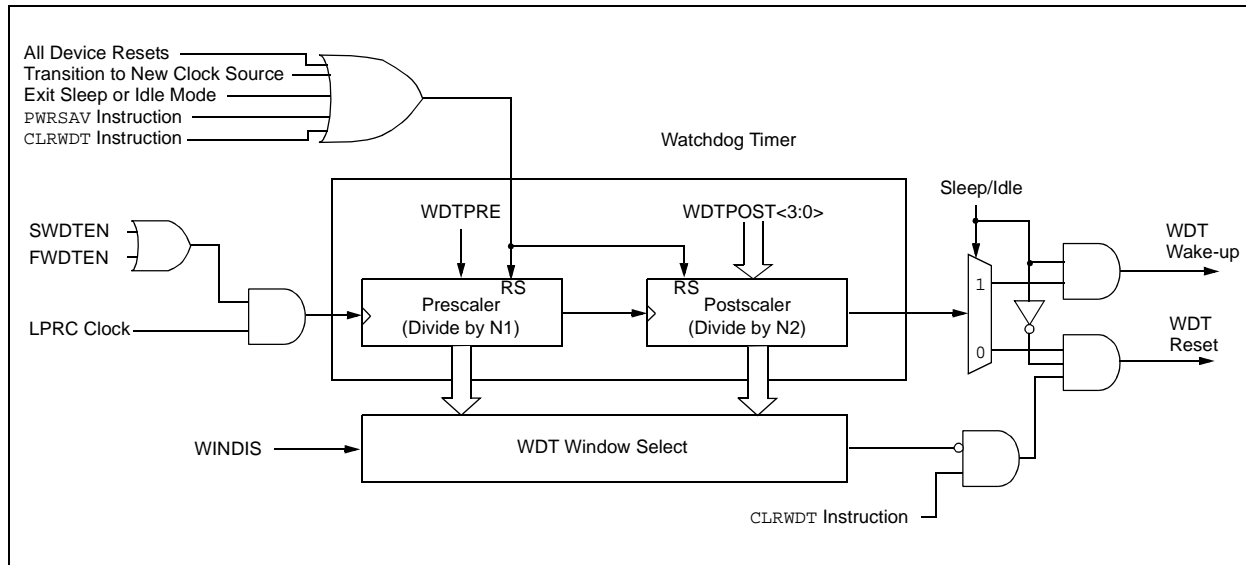 All Device Resets
Transition to New Clock Source
Exit Sleep or Idle Mode
PWRSAV Instruction
CLRWDT Instruction
Watchdog Timer
Sleep/Idle
WDTPRE
WDTPOST<3:0>
SWDTEN
FWDTEN
WDT
Wake-up
RS
RS
1
Prescaler
(Divide by N1)
Postscaler
(Divide by N2)
LPRC Clock
0
WDT
Reset
WINDIS
WDT Window Select
CLRWDT Instruction